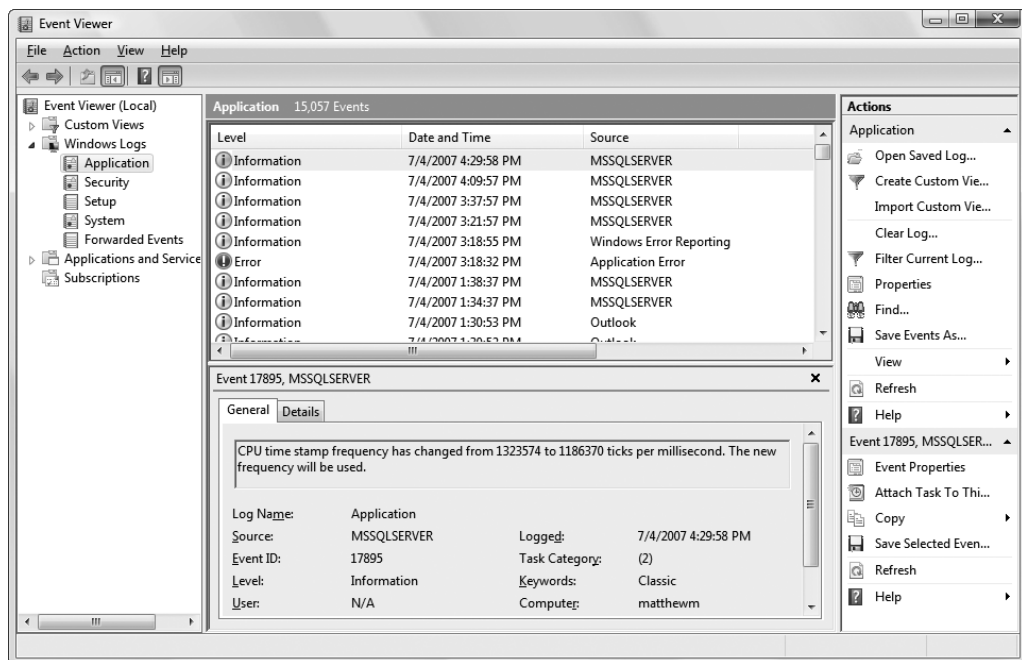 Event Viewer
File Action View Help
Event Viewer (Local)
Custom Views
Windows Logs
Application
Security
Setup
System
Forwarded Events
Applications and Service
Subscriptions
Application 15,057 Events
Level Date and Time Source
Information 7/4/2007 4:29:58 PM MSSQLSERVER
Information 7/4/2007 4:09:57 PM MSSQLSERVER
Information 7/4/2007 3:37:57 PM MSSQLSERVER
Information 7/4/2007 3:21:57 PM MSSQLSERVER
Information 7/4/2007 3:18:55 PM Windows Error Reporting
Error 7/4/2007 3:18:32 PM Application Error
Information 7/4/2007 1:38:37 PM MSSQLSERVER
Information 7/4/2007 1:34:37 PM MSSQLSERVER
Information 7/4/2007 1:30:53 PM Outlook
Event 17895, MSSQLSERVER
General Details
CPU time stamp frequency has changed from 1323574 to 1186370 ticks per millisecond. The new
frequency will be used.
Log Name: Application
Source: MSSQLSERVER Logged: 7/4/2007 4:29:58 PM
Event ID: 17895 Task Category: (2)
Level: Information Keywords: Classic
User: N/A Computer: matthewm
Actions
Application
Open Saved Log...
Create Custom Vie...
Import Custom Vie...
Clear Log...
Filter Current Log...
Properties
Find...
Save Events As...
View
Refresh
Help
Event 17895, MSSQLSER...
Event Properties
Attach Task To Thi...
Copy
Save Selected Even...
Refresh
Help